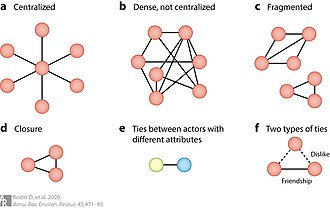 a Centralized
b Dense, not centralized
c Fragmented
d Closure
e Ties between actors with
different attributes
f Two types of ties
Dislike
Friendship
AR
Bodin Ö, et al. 2020.
Annu. Rev. Environ. Resour. 45:471–95